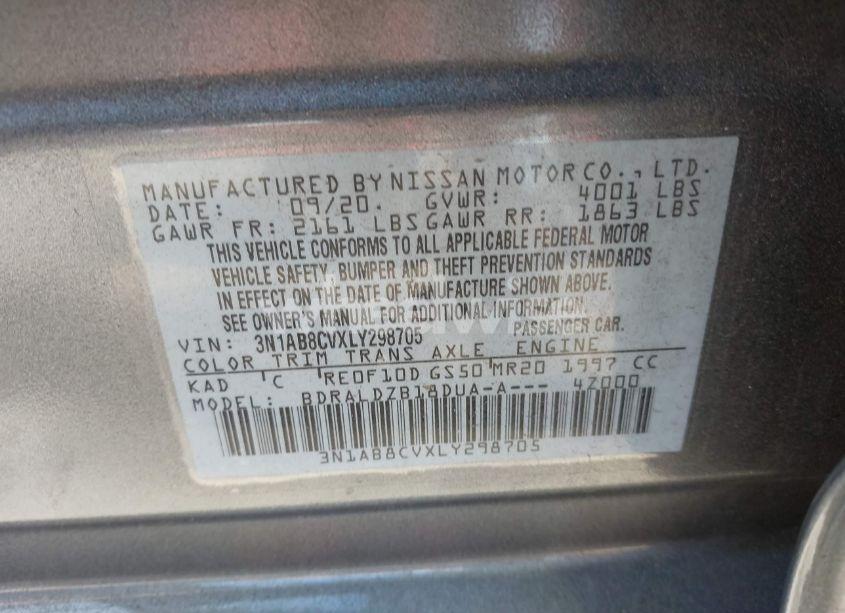 MANUFACTURED BY NISSAN MOTOR CO., LTD.
DATE: 09/20. GVWR: 4001 LBS
GAWR FR: 2161 LBS GAWR RR: 1863 LBS
THIS VEHICLE CONFORMS TO ALL APPLICABLE FEDERAL MOTOR
VEHICLE SAFETY, BUMPER AND THEFT PREVENTION STANDARDS
IN EFFECT ON THE DATE OF MANUFACTURE SHOWN ABOVE.
SEE OWNER'S MANUAL FOR ADDITIONAL INFORMATION.
VIN: 3N1AB8CVXLY298705 PASSENGER CAR.
COLOR TRIM TRANS AXLE ENGINE
KAD 'C 'RE0F10D GS50 MR20 1997 CC
MODEL: BDRALDZB18DUA-A--- 4Z000
3N1AB8CVXLY298705